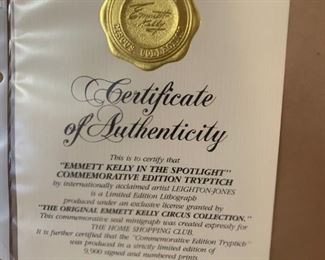 Emmett
Kelly
CIRCUS COLLECTION
Certificate
of Authenticity
This is to certify that
"EMMETT KELLY IN THE SPOTLIGHT"
COMMEMORATIVE EDITION TRYPTICH
by internationally acclaimed artist LEIGHTON-JONES
is a Limited Edition Lithograph
produced under an exclusive license granted by
"THE ORIGINAL EMMETT KELLY CIRCUS COLLECTION."
This commemorative seal minigraph was created expressly for
THE HOME SHOPPING CLUB.
It is further certified that the "Commemorative Edition Tryptich"
was produced in a strictly limited edition of
9,900 signed and numbered prints.